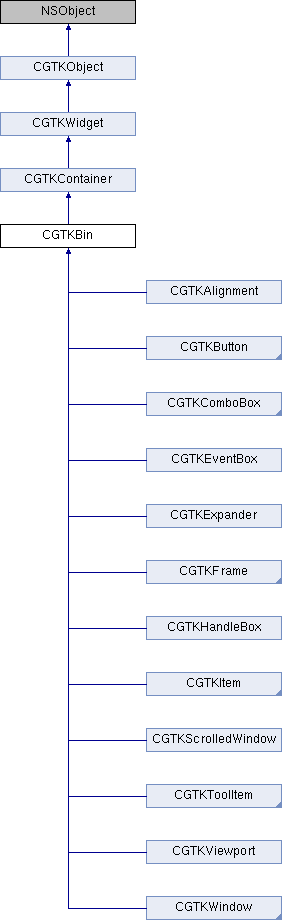 NSObject
CGTKObject
CGTKWidget
CGTKContainer
CGTKBin
CGTKAlignment
CGTKButton
CGTKComboBox
CGTKEventBox
CGTKExpander
CGTKFrame
CGTKHandleBox
CGTKItem
CGTKScrolledWindow
CGTKToolItem
CGTKViewport
CGTKWindow